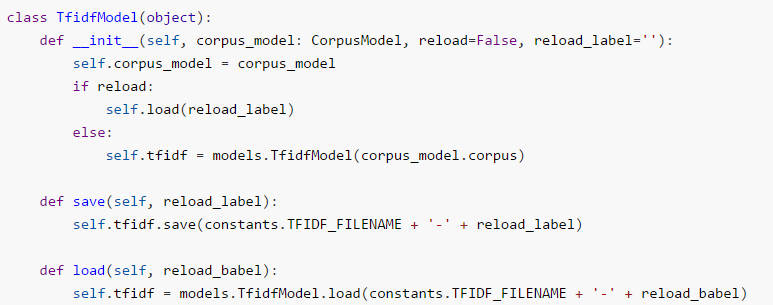 class TfidfModel(object):
    def __init__(self, corpus_model: CorpusModel, reload=False, reload_label=''):
        self.corpus_model = corpus_model
        if reload:
            self.load(reload_label)
        else:
            self.tfidf = models.TfidfModel(corpus_model.corpus)

    def save(self, reload_label):
        self.tfidf.save(constants.TFIDF_FILENAME + '-' + reload_label)

    def load(self, reload_babel):
        self.tfidf = models.TfidfModel.load(constants.TFIDF_FILENAME + '-' + reload_babel)